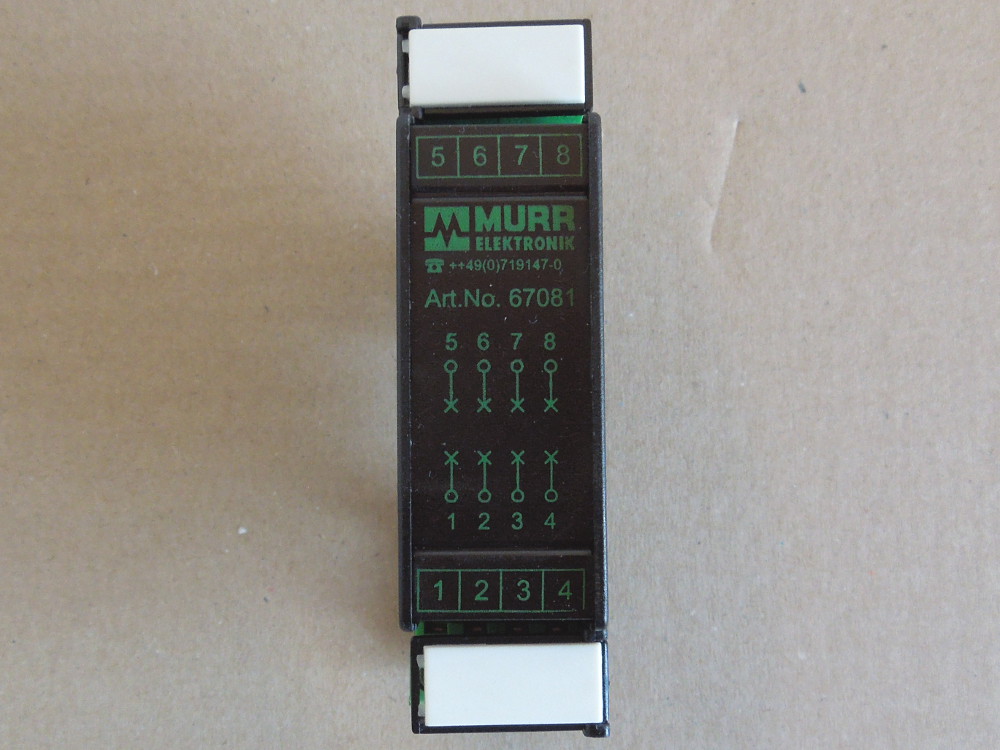 5 6 7 8
MURR
ELEKTRONIK
☎ ++49(0)719147-0
Art.No. 67081
5 6 7 8
1 2 3 4
1 2 3 4